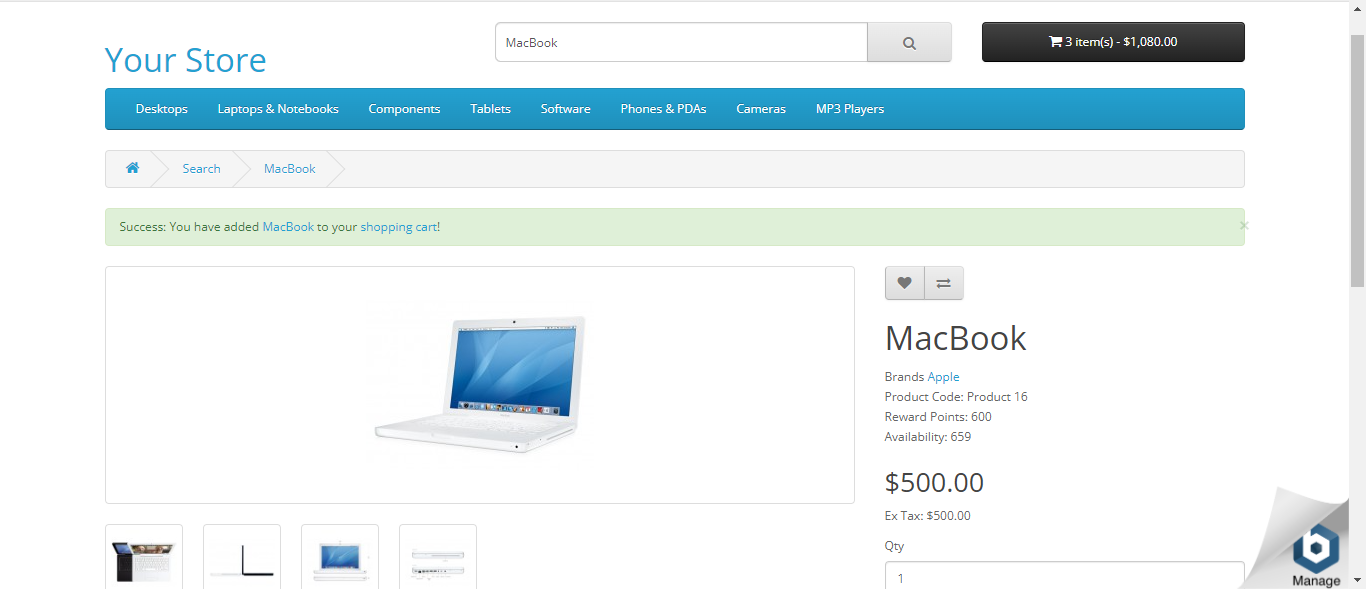 MacBook
3 item(s) - $1,080.00
Your Store
Desktops Laptops & Notebooks Components Tablets Software Phones & PDAs Cameras MP3 Players
Search MacBook
Success: You have added MacBook to your shopping cart!
×
MacBook
Brands Apple
Product Code: Product 16
Reward Points: 600
Availability: 659
$500.00
Ex Tax: $500.00
Qty
1
b
Manage